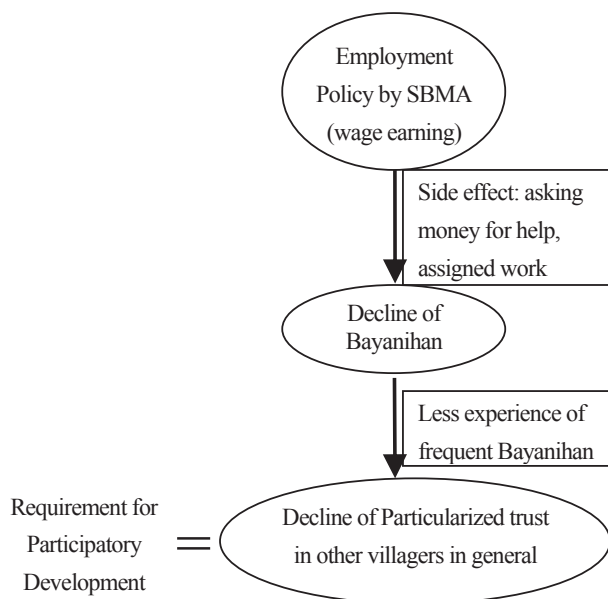 Employment
Policy by SBMA
(wage earning)
Side effect: asking
money for help,
assigned work
Decline of
Bayanihan
Less experience of
frequent Bayanihan
Requirement for
Participatory
Development
Decline of Particularized trust
in other villagers in general